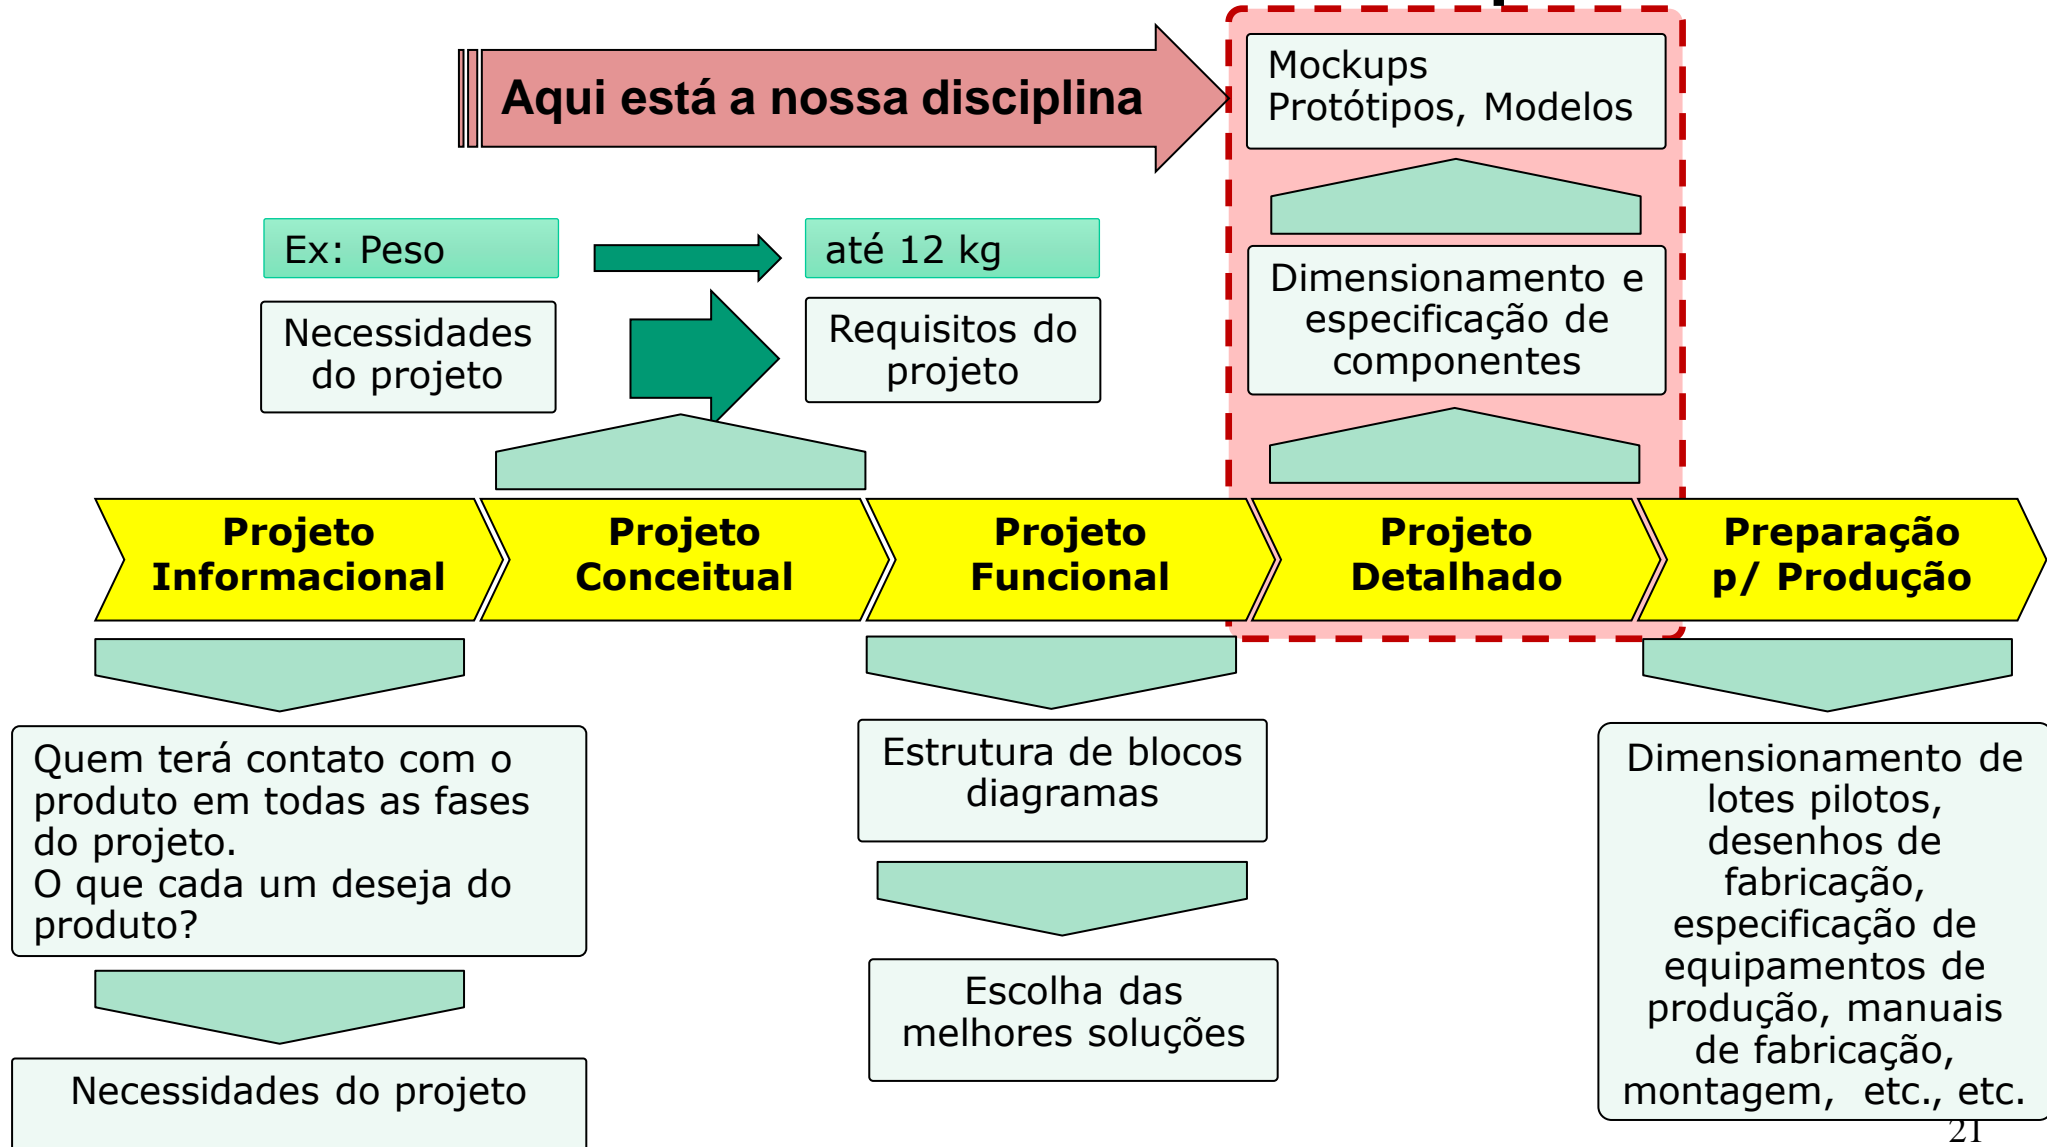 Aqui está a nossa disciplina
Mockups
Protótipos, Modelos
Ex: Peso
até 12 kg
Necessidades
do projeto
Requisitos do
projeto
Dimensionamento e
especificação de
componentes
Projeto
Informacional
Projeto
Conceitual
Projeto
Funcional
Projeto
Detalhado
Preparação
p/ Produção
Quem terá contato com o
produto em todas as fases
do projeto.
O que cada um deseja do
produto?
Necessidades do projeto
Estrutura de blocos
diagramas
Escolha das
melhores soluções
Dimensionamento de
lotes pilotos,
desenhos de
fabricação,
especificação de
equipamentos de
produção, manuais
de fabricação,
montagem,  etc., etc.
21